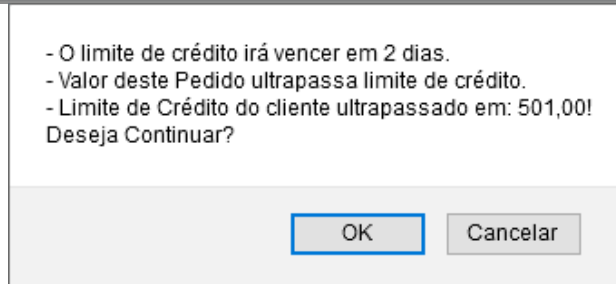 - O limite de crédito irá vencer em 2 dias.
- Valor deste Pedido ultrapassa limite de crédito.
- Limite de Crédito do cliente ultrapassado em: 501,00!
Deseja Continuar?
OK
Cancelar